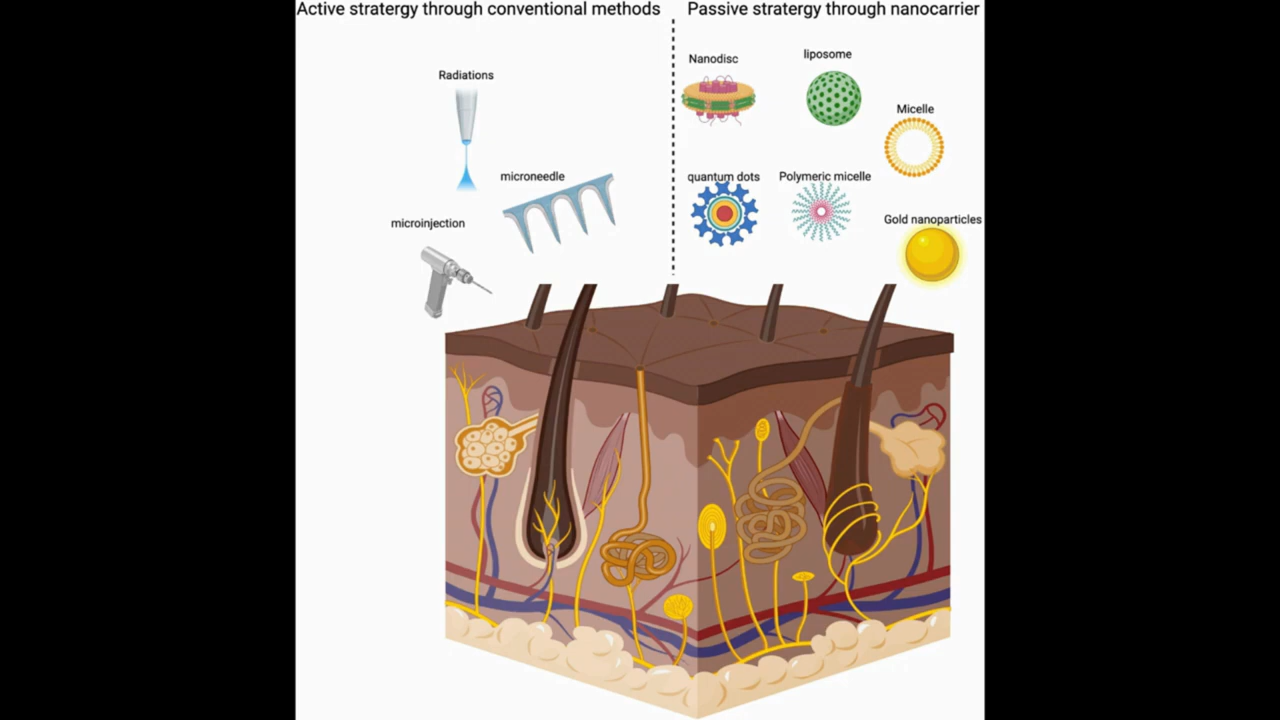 Active stratergy through conventional methods
Passive stratergy through nanocarrier
Radiations
microneedle
microinjection
Nanodisc
liposome
Micelle
quantum dots
Polymeric micelle
Gold nanoparticles